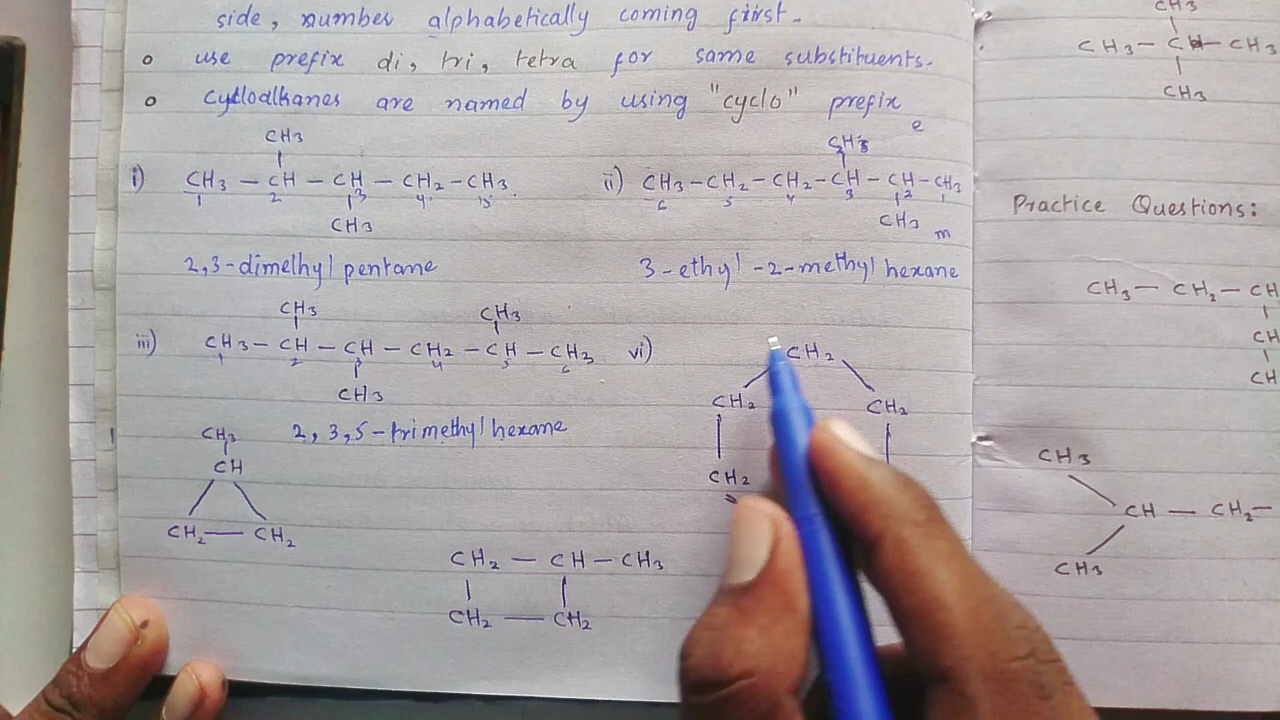 side, number alphabetically coming first.
o use prefix di, tri, tetra for same substituents.
o Cycloalkanes are named by using "cyclo" prefix
e
CH3
i) CH3 — CH — CH — CH2 — CH3
1 2 3 4 5
CH3
2,3-dimethyl pentane
ii) CH3 — CH2 — CH2 — CH — CH — CH3
6 5 4 3 2 1
CH3 m
3-ethyl-2-methyl hexane
CH3 CH3
iii) CH3 — CH — CH — CH2 — CH — CH3
1 2 3 4 5 6
CH3
2, 3, 5-trimethyl hexane
CH3
CH
CH2 — CH2
CH2 — CH — CH3
CH2 — CH2
vi) CH2
CH2 CH2
CH2
CH3
CH3 — C — CH3
CH3
Practice Questions:
CH3 — CH2 — CH
CH
CH
CH3
CH — CH2 —
CH3